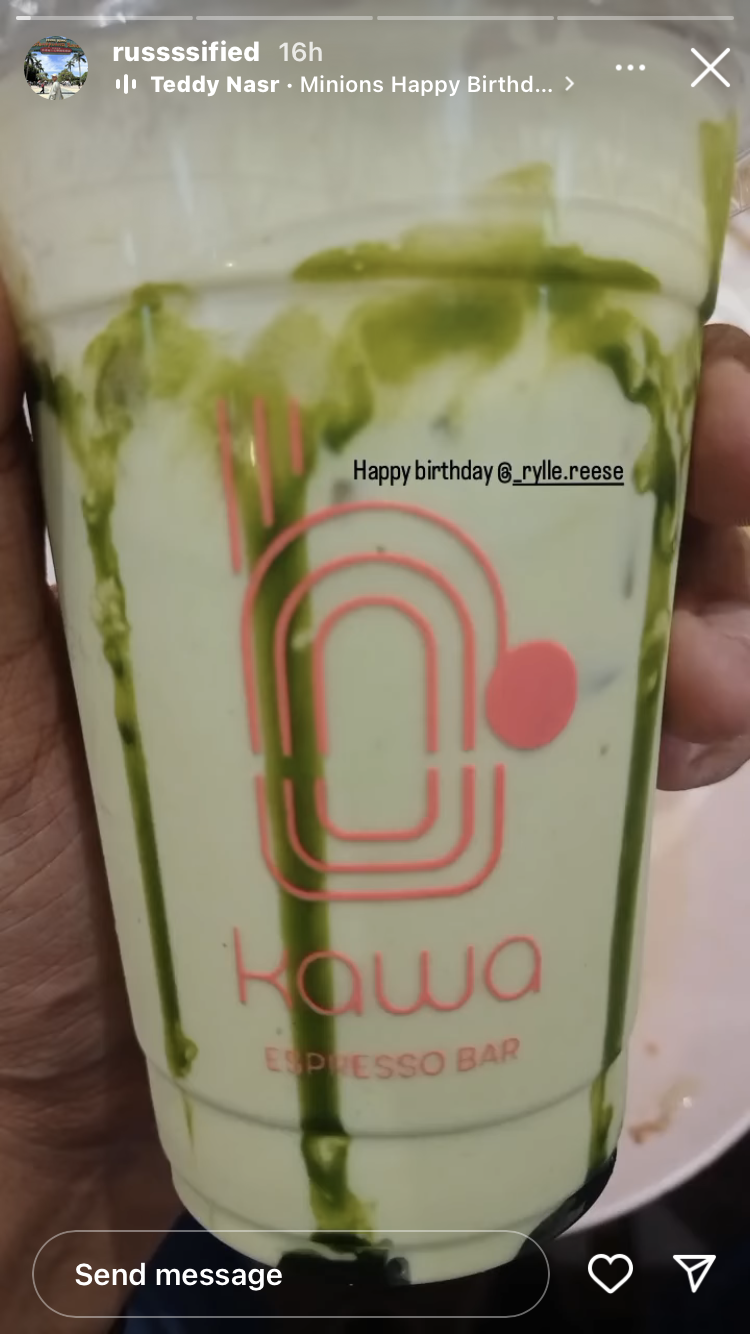 russssified 16h
Teddy Nasr · Minions Happy Birthd...
Happy birthday @_rylle.reese
kawa
ESPRESSO BAR
Send message